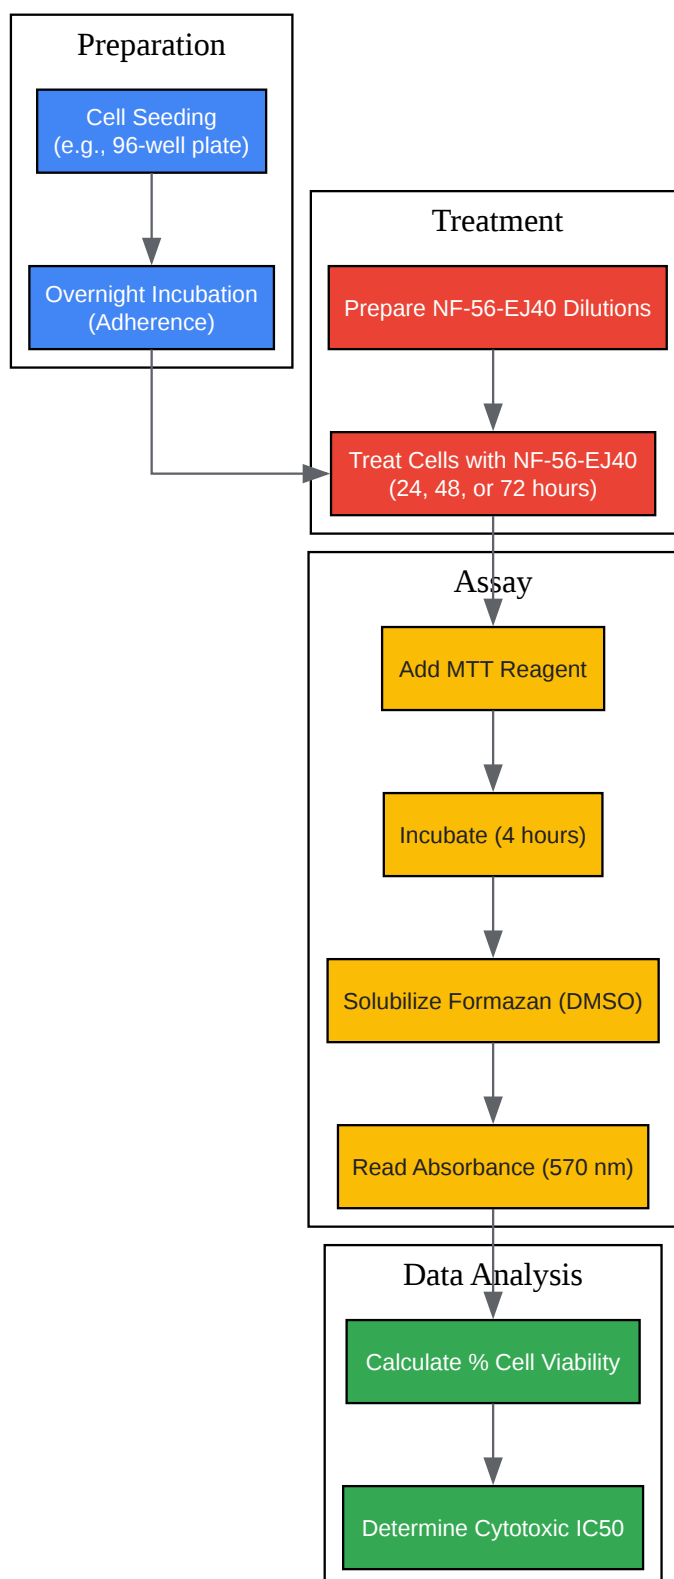 Preparation
Cell Seeding
(e.g., 96-well plate)
Overnight Incubation
(Adherence)
Treatment
Prepare NF-56-EJ40 Dilutions
Treat Cells with NF-56-EJ40
(24, 48, or 72 hours)
Assay
Add MTT Reagent
Incubate (4 hours)
Solubilize Formazan (DMSO)
Read Absorbance (570 nm)
Data Analysis
Calculate % Cell Viability
Determine Cytotoxic IC50